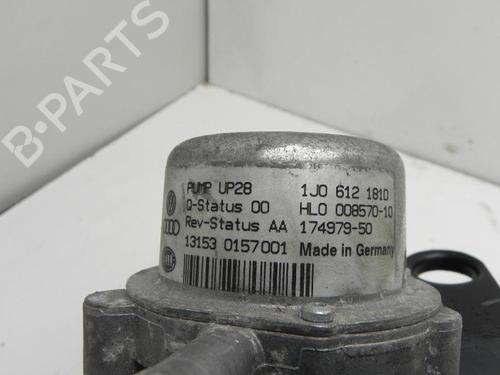 B-PARTS
PUMP UP28 1J0 612 181D
Q-Status 00 HLO 008570-10
Rev-Status AA 174979-50
13153 0157001 Made in Germany